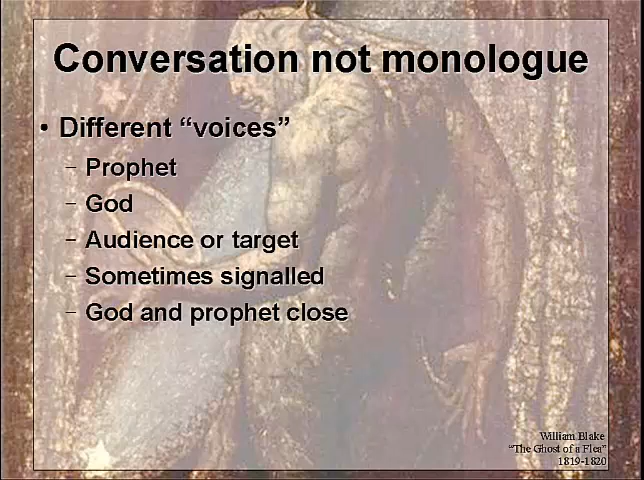 Conversation not monologue
• Different “voices”
– Prophet
– God
– Audience or target
– Sometimes signalled
– God and prophet close
William Blake
“The Ghost of a Flea”
1819-1820